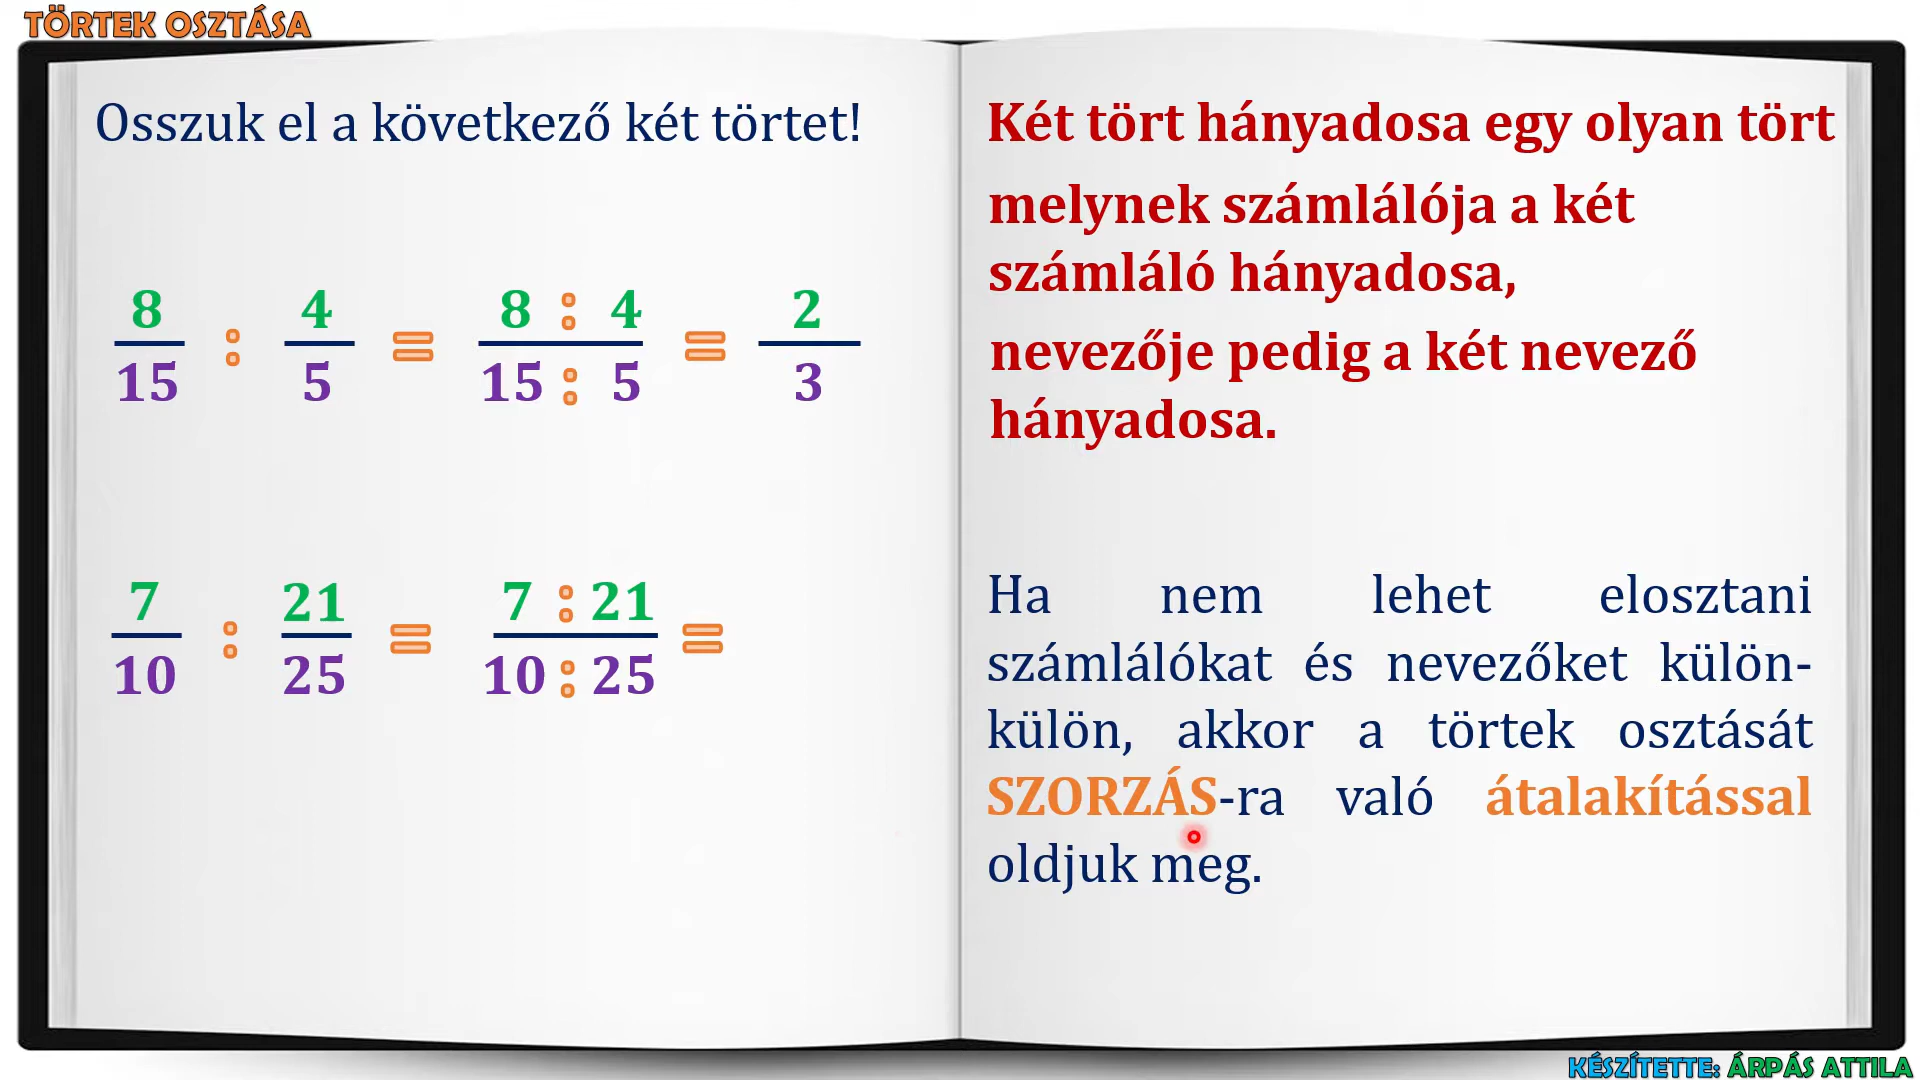 TÖRTEK OSZTÁSA
Osszuk el a következő két törtet!
8 : 4 = 8 : 4 = 2
15 5 15 : 5 3
7 : 21 = 7 : 21 =
10 25 10 : 25
Két tört hányadosa egy olyan tört
melynek számlálója a két
számláló hányadosa,
nevezője pedig a két nevező
hányadosa.
Ha nem lehet elosztani
számlálókat és nevezőket külön-
külön, akkor a törtek osztását
SZORZÁS-ra való átalakítással
oldjuk meg.
KÉSZÍTETTE: ÁRPÁS ATTILA